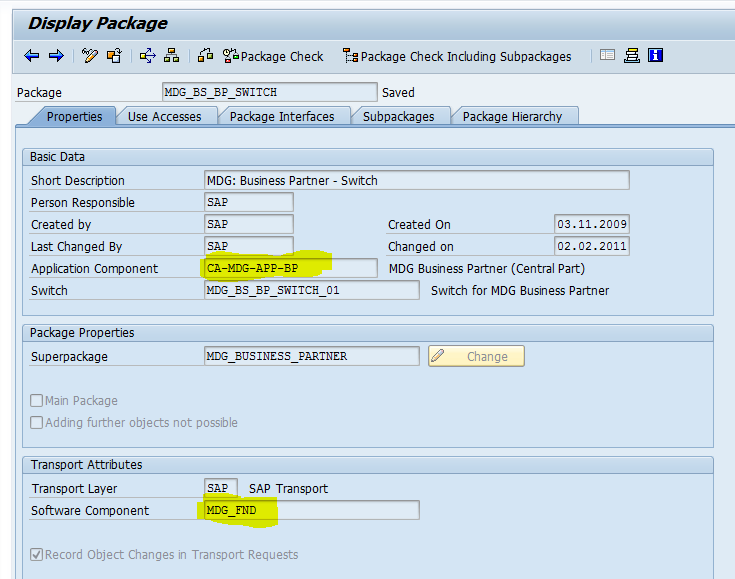 Display Package
Package Check Package Check Including Subpackages
Package MDG_BS_BP_SWITCH Saved
Properties Use Accesses Package Interfaces Subpackages Package Hierarchy
Basic Data
Short Description MDG: Business Partner - Switch
Person Responsible SAP
Created by SAP Created On 03.11.2009
Last Changed By SAP Changed on 02.02.2011
Application Component CA-MDG-APP-BP MDG Business Partner (Central Part)
Switch MDG_BS_BP_SWITCH_01 Switch for MDG Business Partner
Package Properties
Superpackage MDG_BUSINESS_PARTNER Change
Main Package
Adding further objects not possible
Transport Attributes
Transport Layer SAP SAP Transport
Software Component MDG_FND
Record Object Changes in Transport Requests